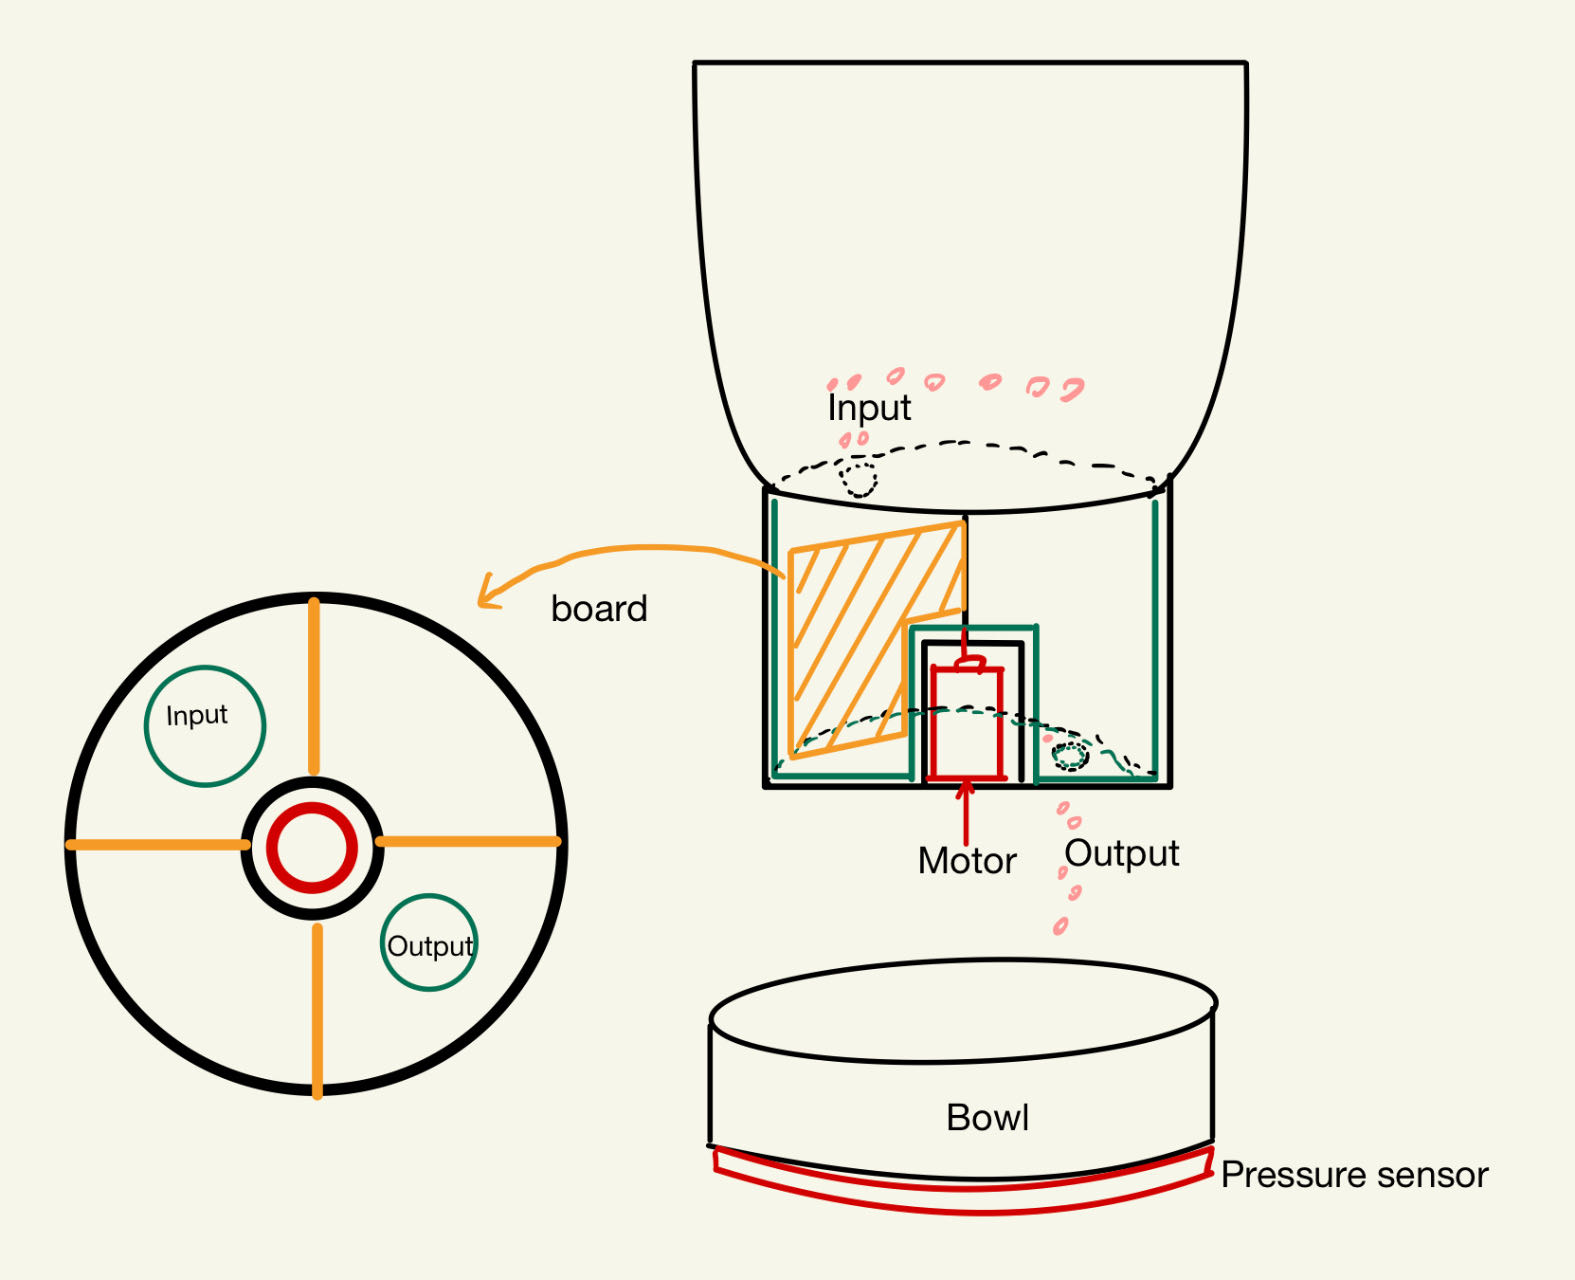 Input
board
Input
Motor
Output
Output
Bowl
Pressure sensor